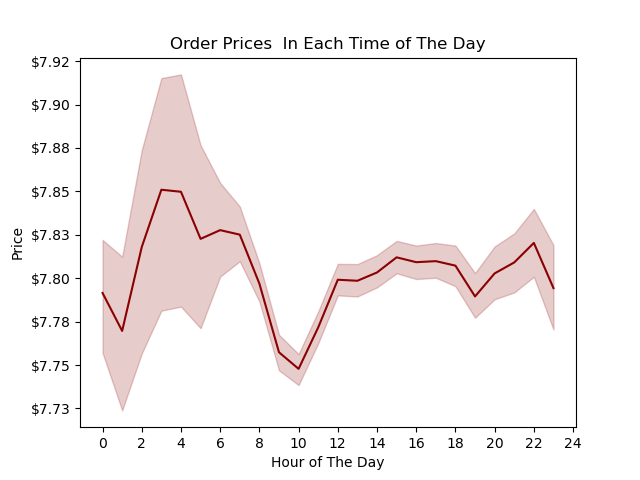 Order Prices  In Each Time of The Day
$7.92
$7.90
$7.88
$7.85
$7.83
$7.80
$7.78
$7.75
$7.73
Price
0 2 4 6 8 10 12 14 16 18 20 22 24
Hour of The Day